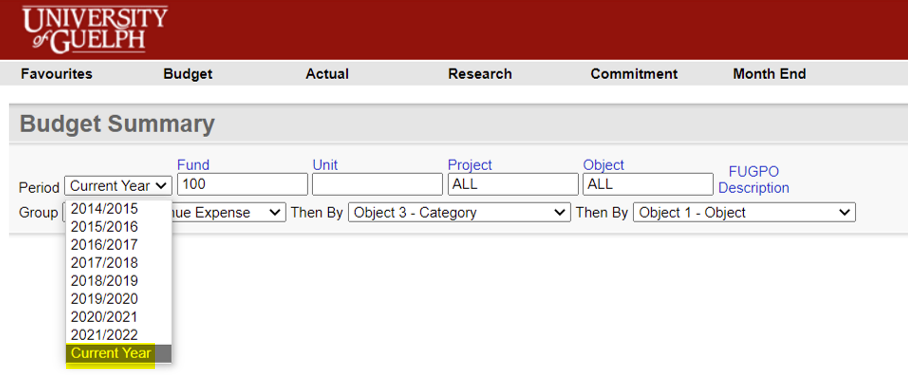 UNIVERSITY
of GUELPH
Favourites Budget Actual Research Commitment Month End
Budget Summary
Fund Unit Project Object
Period Current Year 100 ALL ALL FUGPO
Description
Group nue Expense Then By Object 3 - Category Then By Object 1 - Object
2014/2015
2015/2016
2016/2017
2017/2018
2018/2019
2019/2020
2020/2021
2021/2022
Current Year